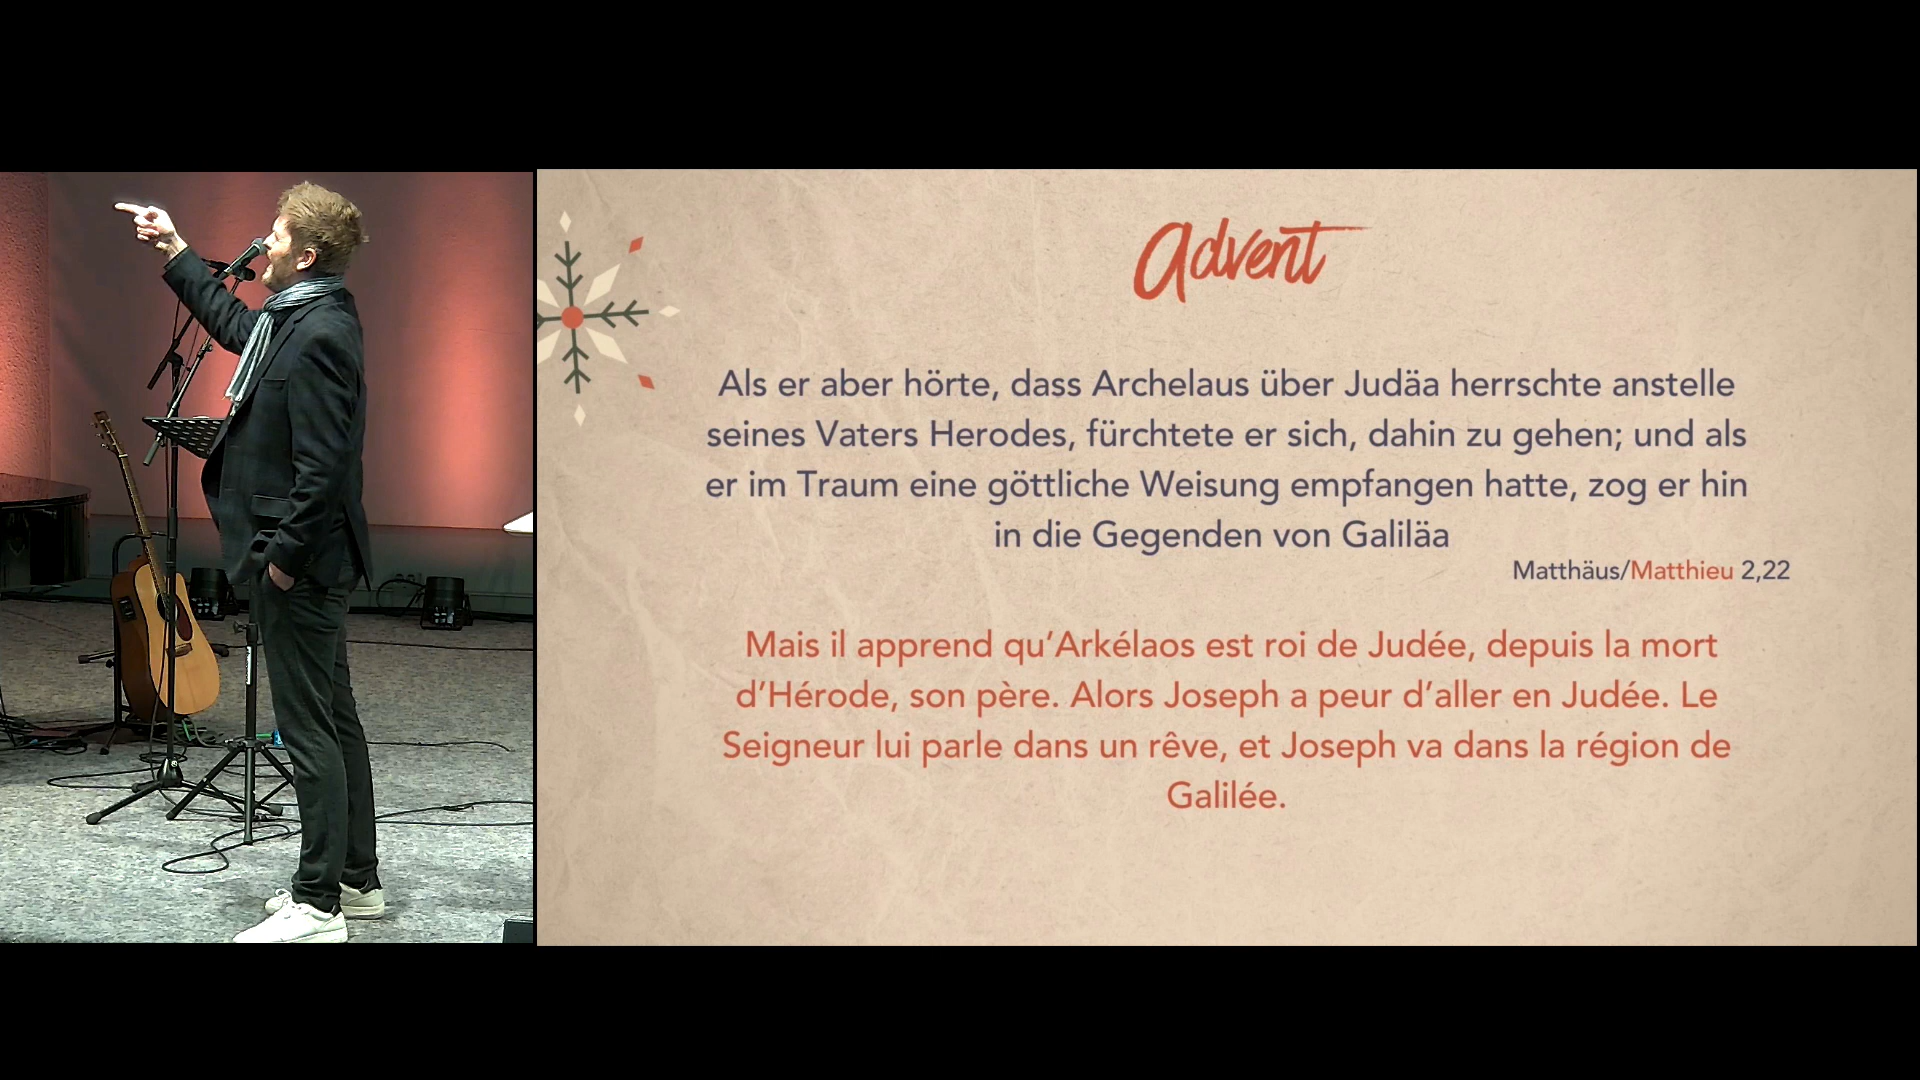 advent
Als er aber hörte, dass Archelaus über Judäa herrschte anstelle
seines Vaters Herodes, fürchtete er sich, dahin zu gehen; und als
er im Traum eine göttliche Weisung empfangen hatte, zog er hin
in die Gegenden von Galiläa
Matthäus/Matthieu 2,22
Mais il apprend qu’Arkélaos est roi de Judée, depuis la mort
d’Hérode, son père. Alors Joseph a peur d’aller en Judée. Le
Seigneur lui parle dans un rêve, et Joseph va dans la région de
Galilée.